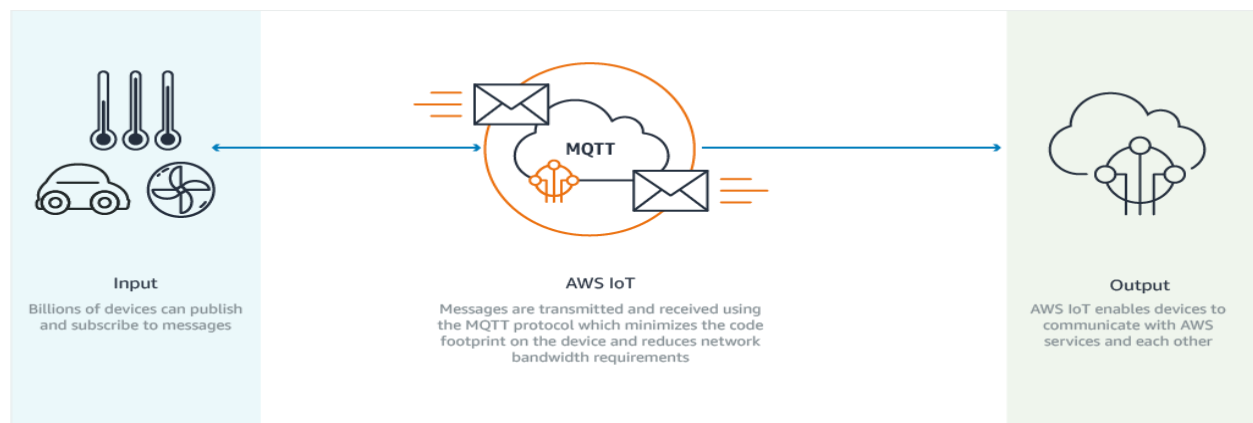 MQTT
Input
Billions of devices can publish
and subscribe to messages
AWS IoT
Messages are transmitted and received using
the MQTT protocol which minimizes the code
footprint on the device and reduces network
bandwidth requirements
Output
AWS IoT enables devices to
communicate with AWS
services and each other